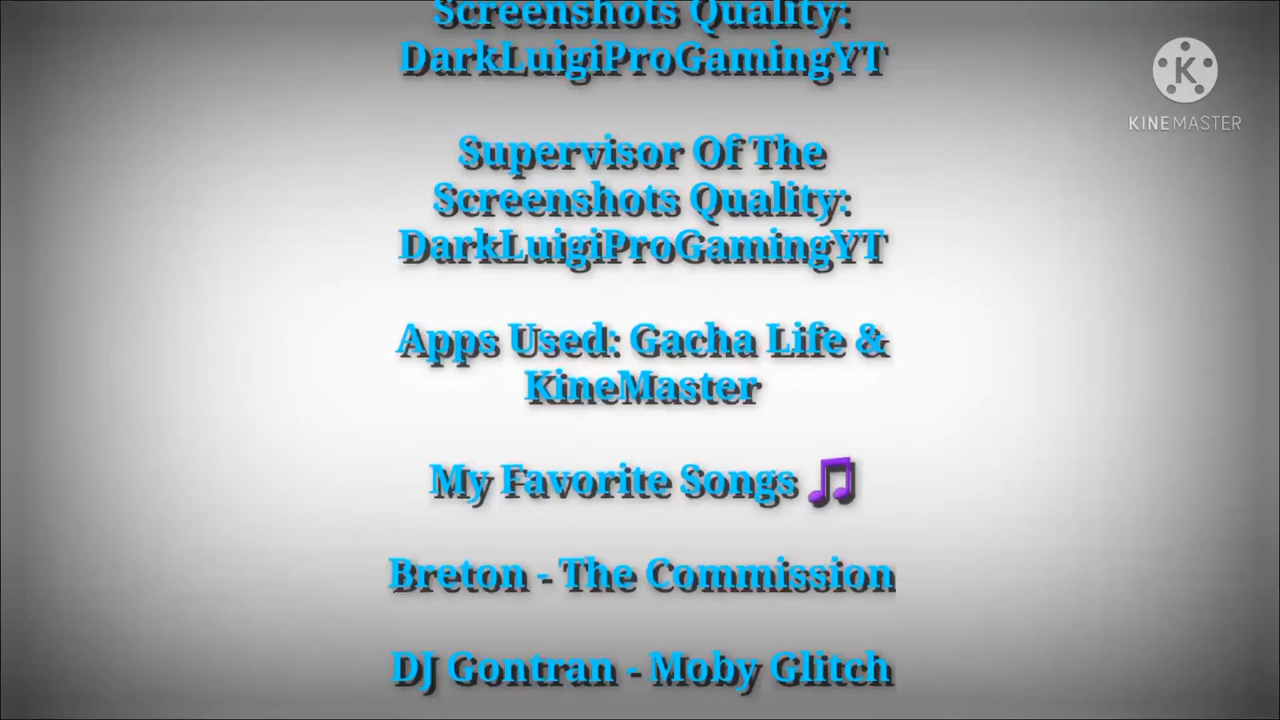 Screenshots Quality:
DarkLuigiProGamingYT
Supervisor Of The
Screenshots Quality:
DarkLuigiProGamingYT
Apps Used: Gacha Life &
KineMaster
My Favorite Songs 🎵
Breton - The Commission
DJ Gontran - Moby Glitch
K
KINEMASTER